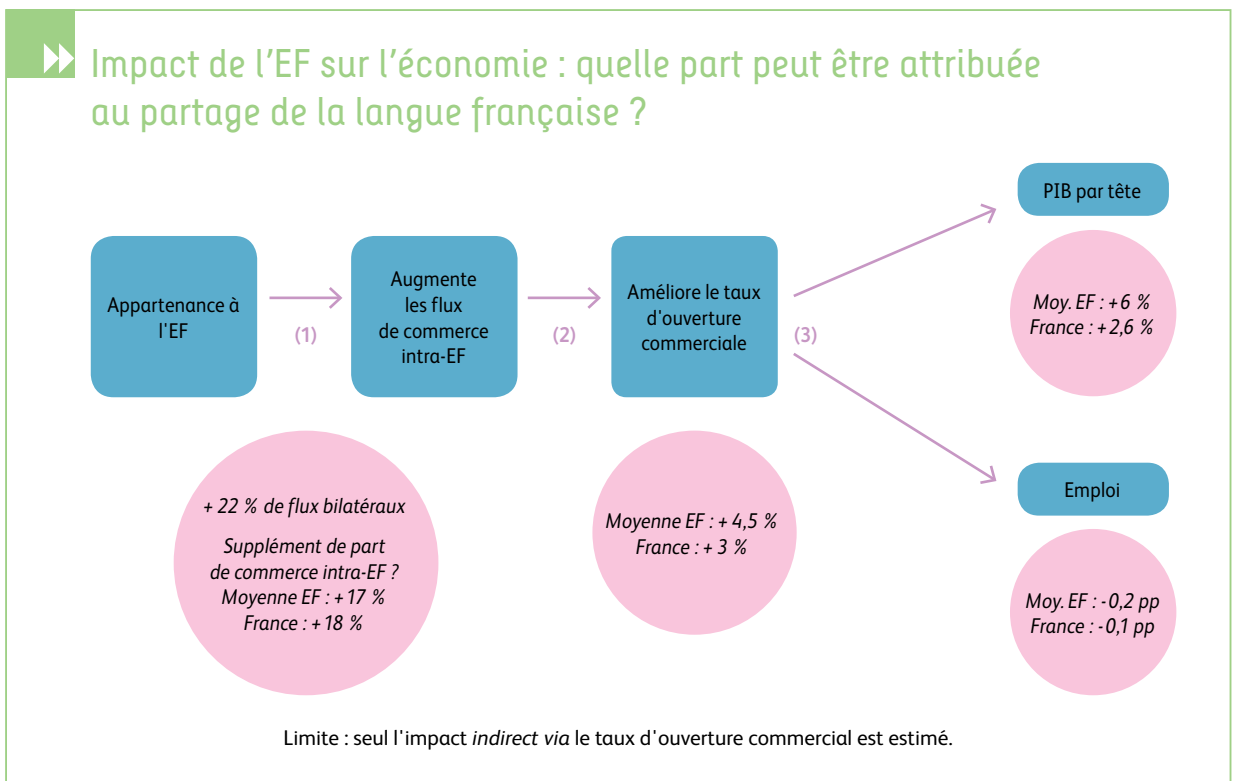 Impact de l'EF sur l'économie : quelle part peut être attribuée
au partage de la langue française ?
Appartenance à
l'EF
(1)
Augmente
les flux
de commerce
intra-EF
(2)
Améliore le taux
d'ouverture
commerciale
(3)
PIB par tête
Moy. EF : +6 %
France : +2,6 %
Emploi
Moy. EF : -0,2 pp
France : -0,1 pp
+ 22 % de flux bilatéraux
Supplément de part
de commerce intra-EF ?
Moyenne EF : +17 %
France : +18 %
Moyenne EF : + 4,5 %
France : + 3 %
Limite : seul l'impact indirect via le taux d'ouverture commercial est estimé.